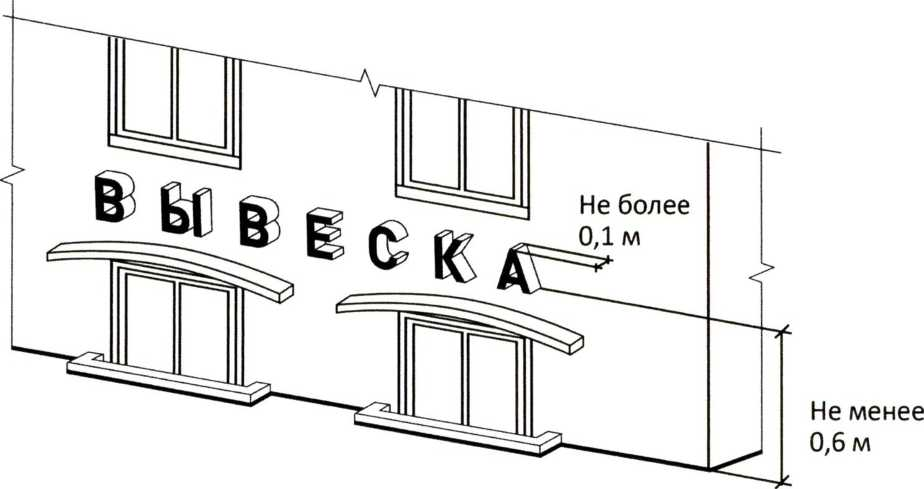 ВЫВЕСКА
Не более
0,1 м
Не менее
0,6 м